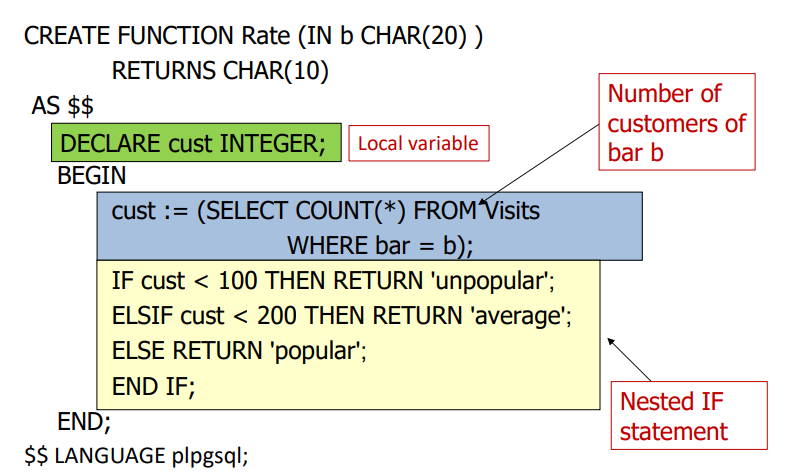 CREATE FUNCTION Rate (IN b CHAR(20) )
RETURNS CHAR(10)
AS $$
DECLARE cust INTEGER;
Local variable
BEGIN
Number of
customers of
bar b
cust := (SELECT COUNT(*) FROM Visits
WHERE bar = b);
IF cust < 100 THEN RETURN 'unpopular';
ELSIF cust < 200 THEN RETURN 'average';
ELSE RETURN 'popular';
END IF;
Nested IF
statement
END;
$$ LANGUAGE plpgsql;